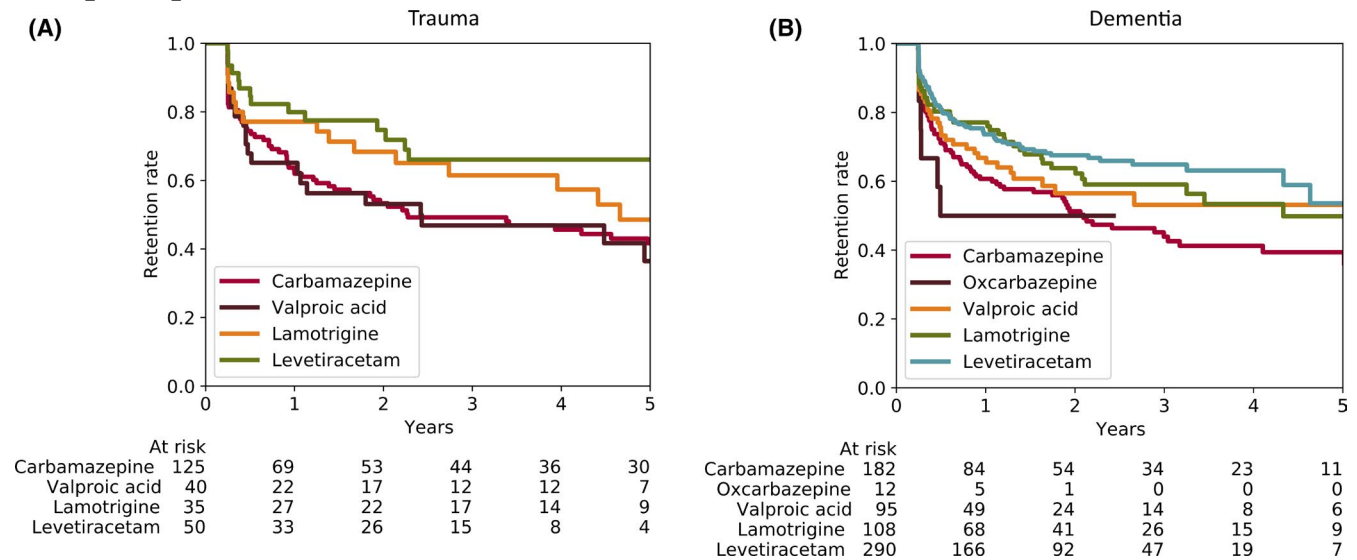 (A)
Trauma
1.0
0.8
0.6
0.4
0.2
0.0
Retention rate
Carbamazepine
Valproic acid
Lamotrigine
Levetiracetam
0 1 2 3 4 5
Years
At risk
Carbamazepine 125 69 53 44 36 30
Valproic acid 40 22 17 12 12 7
Lamotrigine 35 27 22 17 14 9
Levetiracetam 50 33 26 15 8 4
(B)
Dementia
1.0
0.8
0.6
0.4
0.2
0.0
Retention rate
Carbamazepine
Oxcarbazepine
Valproic acid
Lamotrigine
Levetiracetam
0 1 2 3 4 5
Years
At risk
Carbamazepine 182 84 54 34 23 11
Oxcarbazepine 12 5 1 0 0 0
Valproic acid 95 49 24 14 8 6
Lamotrigine 108 68 41 26 15 9
Levetiracetam 290 166 92 47 19 7